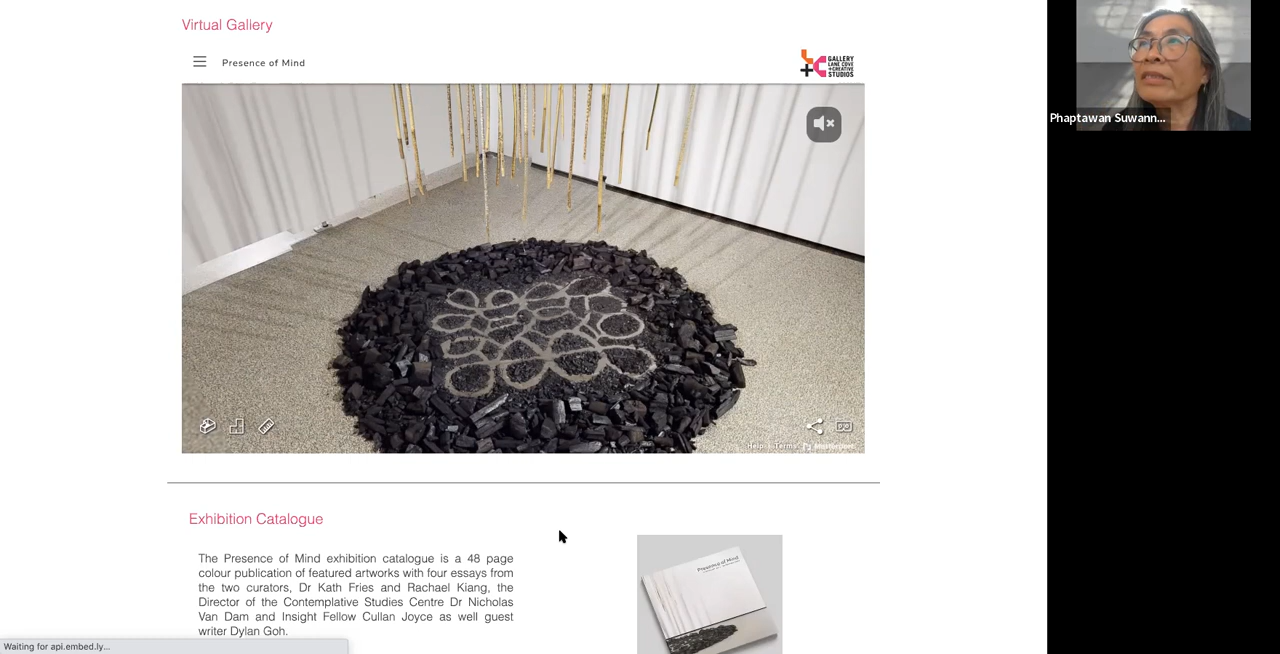 Virtual Gallery
Presence of Mind
GALLERY
LANE COVE
+CREATIVE
STUDIOS
Phaptawan Suwann...
Help
Terms
Matterport
Exhibition Catalogue
The Presence of Mind exhibition catalogue is a 48 page
colour publication of featured artworks with four essays from
the two curators, Dr Kath Fries and Rachael Kiang, the
Director of the Contemplative Studies Centre Dr Nicholas
Van Dam and Insight Fellow Cullan Joyce as well guest
writer Dylan Goh.
Presence of Mind
Waiting for api.embed.ly...